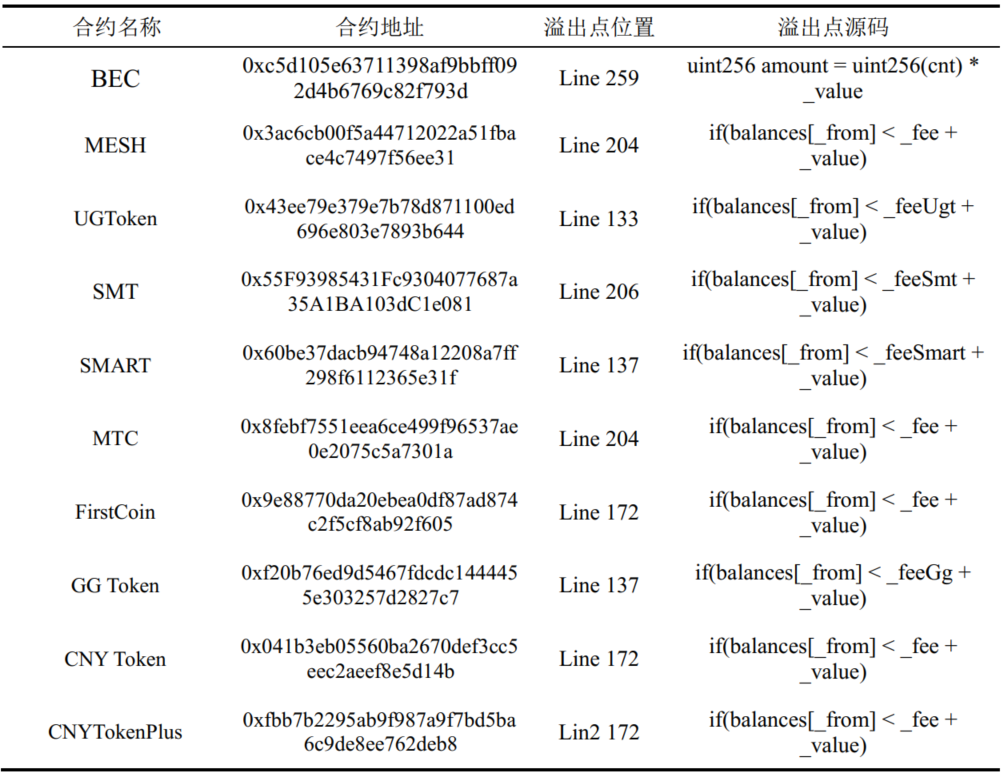 合约名称 合约地址 溢出点位置 溢出点源码
BEC 0xc5d105e63711398af9bbff09 2d4b6769c82f793d Line 259 uint256 amount = uint256(cnt) * _value
MESH 0x3ac6cb00f5a44712022a51fba ce4c7497f56ee31 Line 204 if(balances[_from] < _fee + _value)
UGToken 0x43ee79e379e7b78d871100ed 696e803e7893b644 Line 133 if(balances[_from] < _feeUgt + _value)
SMT 0x55F93985431Fc9304077687a 35A1BA103dC1e081 Line 206 if(balances[_from] < _feeSmt + _value)
SMART 0x60be37dacb94748a12208a7ff 298f6112365e31f Line 137 if(balances[_from] < _feeSmart + _value)
MTC 0x8febf7551eea6ce499f96537ae 0e2075c5a7301a Line 204 if(balances[_from] < _fee + _value)
FirstCoin 0x9e88770da20ebea0df87ad874 c2f5cf8ab92f605 Line 172 if(balances[_from] < _fee + _value)
GG Token 0xf20b76ed9d5467fdcdc144445 5e303257d2827c7 Line 137 if(balances[_from] < _feeGg + _value)
CNY Token 0x041b3eb05560ba2670def3cc5 eec2aeef8e5d14b Line 172 if(balances[_from] < _fee + _value)
CNYTokenPlus 0xfbb7b2295ab9f987a9f7bd5ba 6c9de8ee762deb8 Lin2 172 if(balances[_from] < _fee + _value)